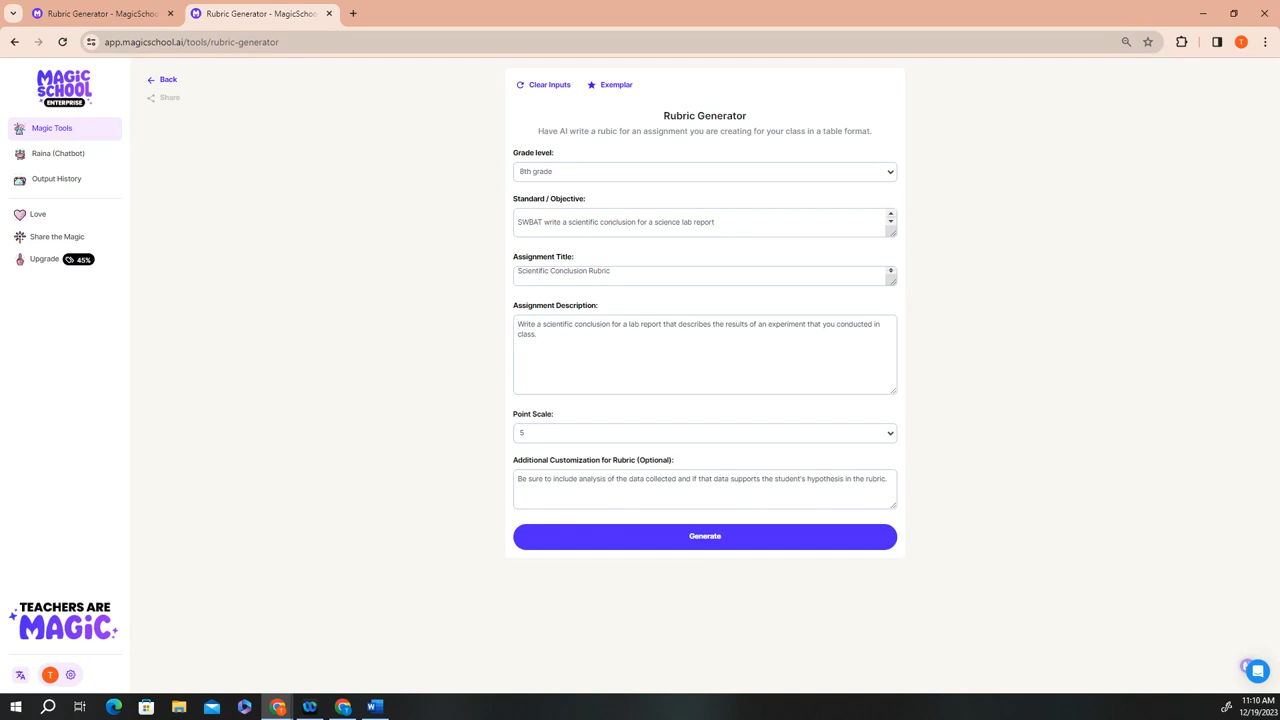 MagicSchool.ai - MagicSchoo
MagicSchool.ai - MagicSchoo
app.magicschool.ai/tools/rubric-generator
MAGIC
SCHOOL
ENTERPRISE
Magic Tools
Raina (Chatbot)
Output History
Love
Share the Magic
Upgrade 45%
TEACHERS ARE
MAGIC
T
Back
Share
Clear Inputs Exemplar
Rubric Generator
Have AI write a rubic for an assignment you are creating for your class in a table format.
Grade level:
8th grade
Standard / Objective:
SWBAT write a scientific conclusion for a science lab report
Assignment Title:
Scientific Conclusion Rubric
Assignment Description:
Write a scientific conclusion for a lab report that describes the results of an experiment that you conducted in
class.
Point Scale:
5
Additional Customization for Rubric (Optional):
Be sure to include analysis of the data collected and if that data supports the student's hypothesis in the rubric.
Generate
11:10 AM
12/19/2023